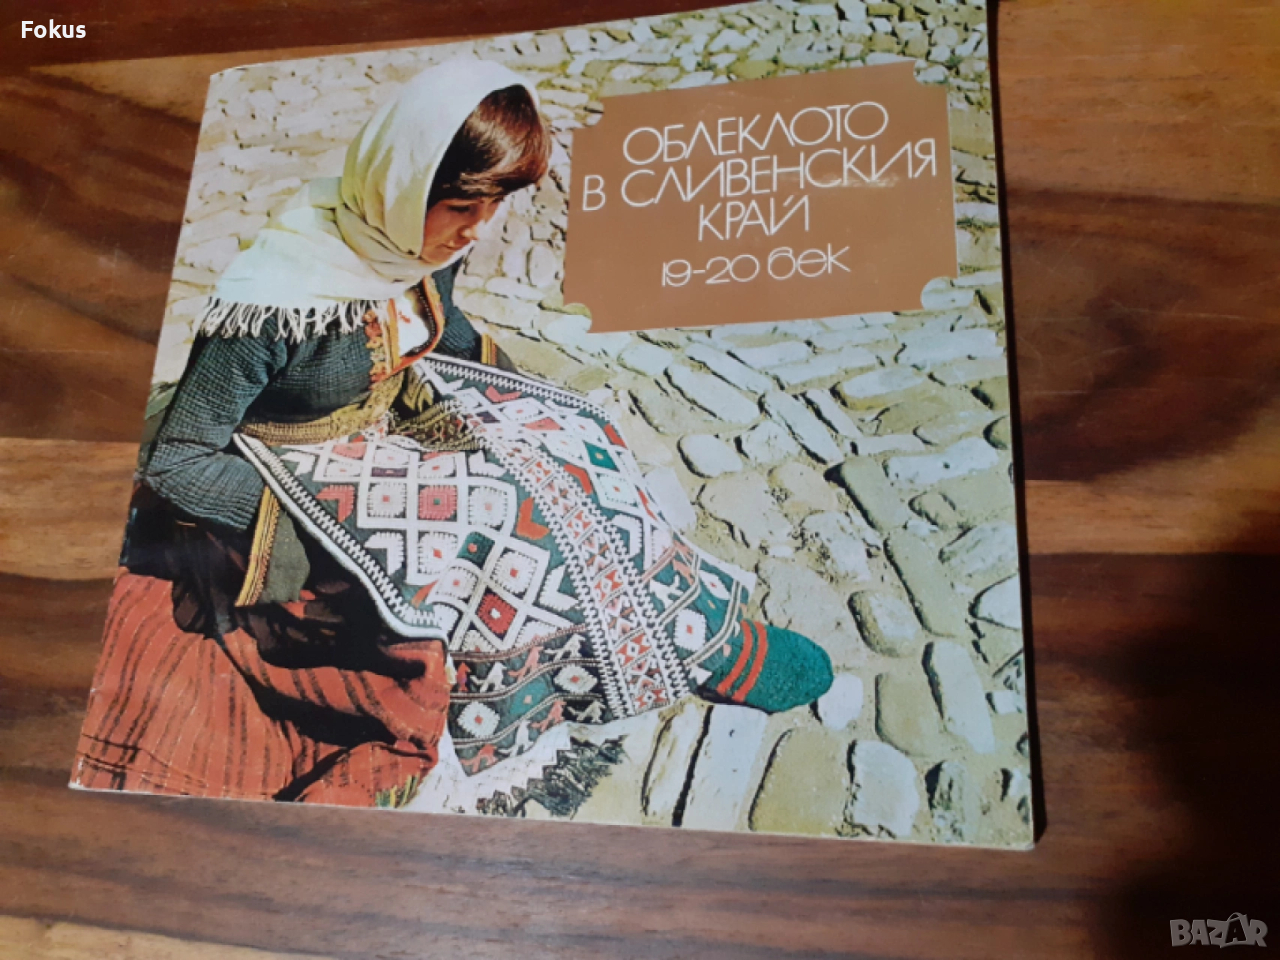 Fokus
ОБЛЕКЛОТО
В СЛИВЕНСКИЯ
КРАЙ
19-20 век
BAZAR